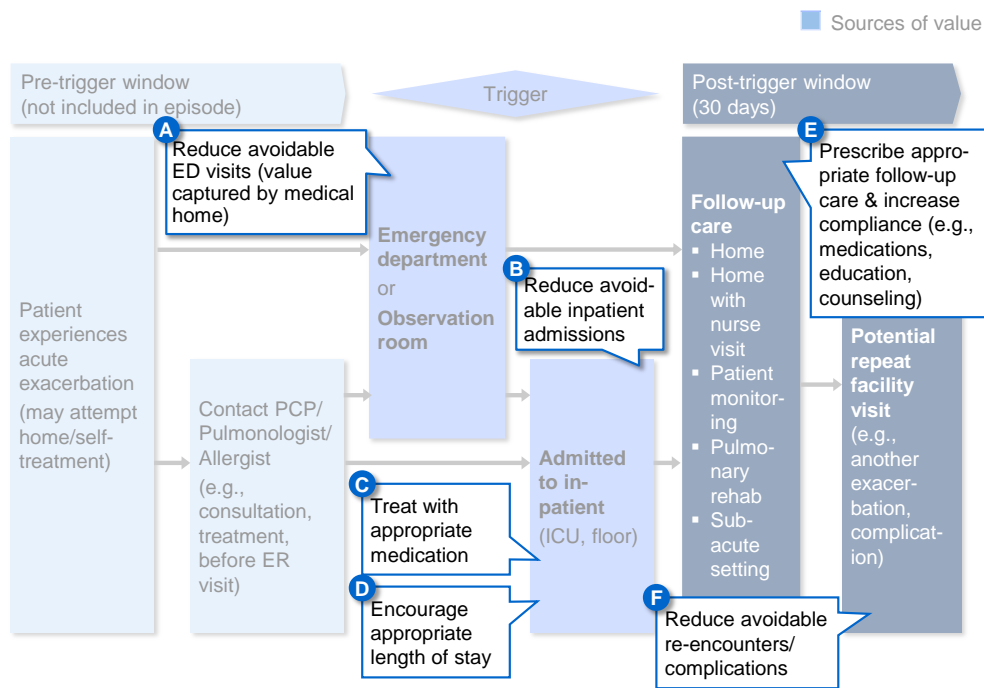 Sources of value
Pre-trigger window
(not included in episode)
Trigger
Post-trigger window
(30 days)
A
Reduce avoidable
ED visits (value
captured by medical
home)
Patient
experiences
acute
exacerbation
(may attempt
home/self-
treatment)
Contact PCP/
Pulmonologist/
Allergist
(e.g.,
consultation,
treatment,
before ER
visit)
Emergency
department
or
Observation
room
B
Reduce avoid-
able inpatient
admissions
C
Treat with
appropriate
medication
D
Encourage
appropriate
length of stay
Admitted
to in-
patient
(ICU, floor)
Follow-up
care
▪ Home
▪ Home
with
nurse
visit
▪ Patient
monitor-
ing
▪ Pulmo-
nary
rehab
▪ Sub-
acute
setting
E
Prescribe appro-
priate follow-up
care & increase
compliance (e.g.,
medications,
education,
counseling)
Potential
repeat
facility
visit
(e.g.,
another
exacer-
bation,
complicat-
ion)
F
Reduce avoidable
re-encounters/
complications